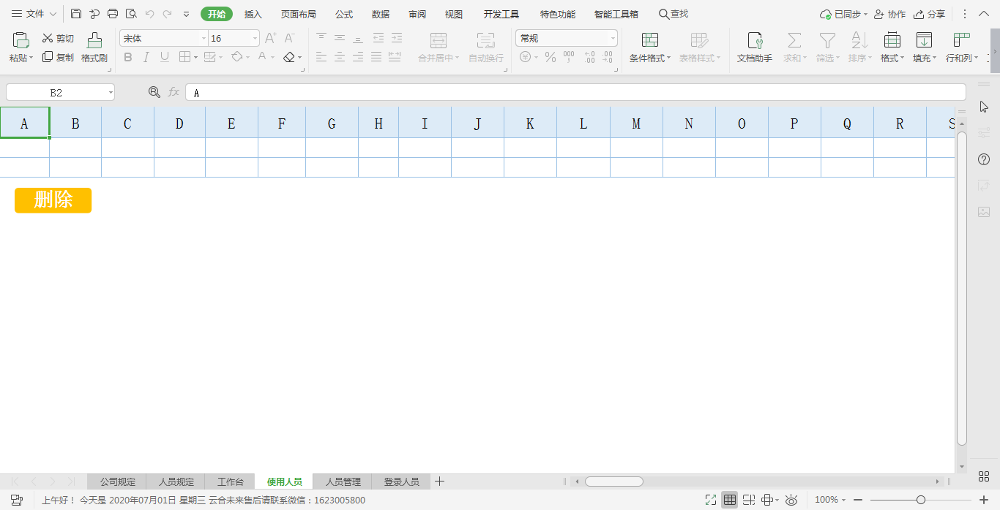 文件 开始 插入 页面布局 公式 数据 审阅 视图 开发工具 特色功能 智能工具箱 查找 已同步 协作 分享
粘贴 剪切 复制 格式刷 宋体 16 A+ A-
B I U A 合并居中 自动换行 常规 条件格式 表格样式 文档助手 求和 筛选 排序 格式 填充 行和列
B2 fx A
A B C D E F G H I J K L M N O P Q R S
删除
公司规定 人员规定 工作台 使用人员 人员管理 登录人员
上午好！ 今天是 2020年07月01日 星期三 云合未来售后请联系微信：1623005800 100%